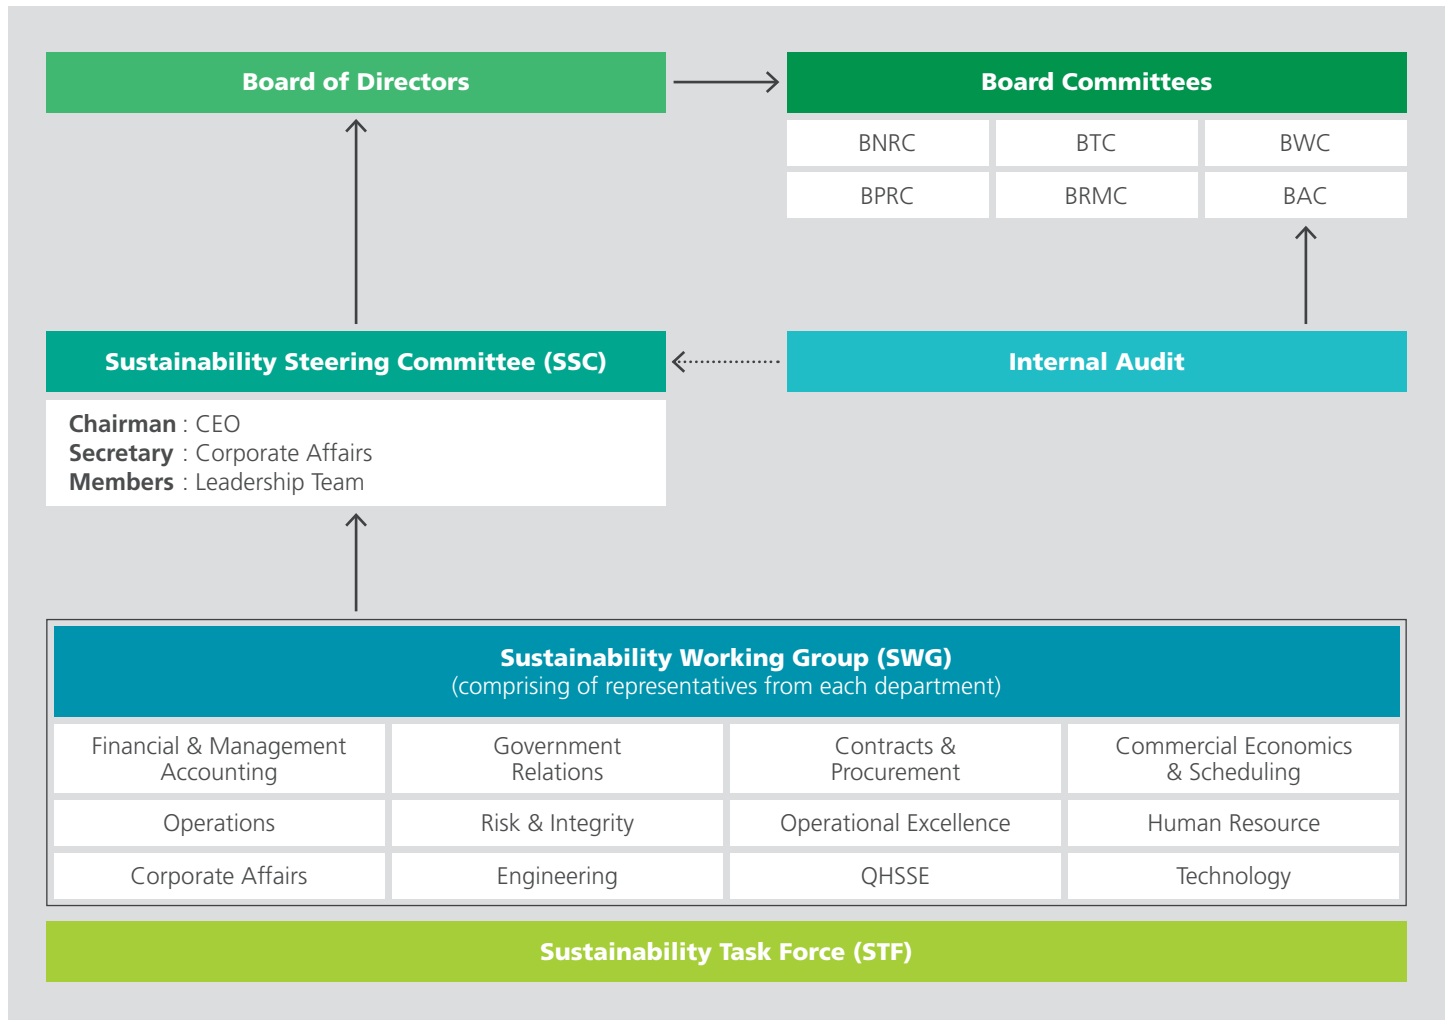 Board of Directors
Board Committees
BNRC
BTC
BWC
BPRC
BRMC
BAC
Sustainability Steering Committee (SSC)
Internal Audit
Chairman : CEO
Secretary : Corporate Affairs
Members : Leadership Team
Sustainability Working Group (SWG)
(comprising of representatives from each department)
Financial & Management
Accounting
Government
Relations
Contracts &
Procurement
Commercial Economics
& Scheduling
Operations
Risk & Integrity
Operational Excellence
Human Resource
Corporate Affairs
Engineering
QHSSE
Technology
Sustainability Task Force (STF)